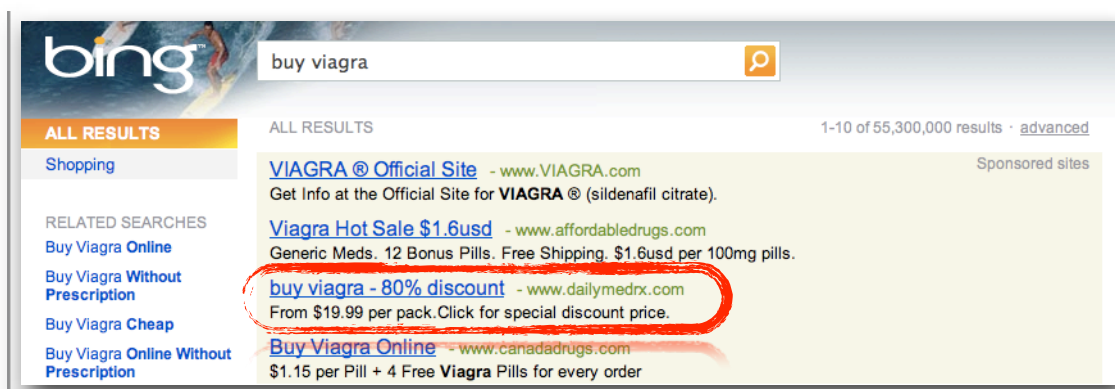 bing™
buy viagra
ALL RESULTS
Shopping
RELATED SEARCHES
Buy Viagra Online
Buy Viagra Without
Prescription
Buy Viagra Cheap
Buy Viagra Online Without
Prescription
ALL RESULTS
1-10 of 55,300,000 results · advanced
Sponsored sites
VIAGRA ® Official Site - www.VIAGRA.com
Get Info at the Official Site for VIAGRA ® (sildenafil citrate).
Viagra Hot Sale $1.6usd - www.affordabledrugs.com
Generic Meds. 12 Bonus Pills. Free Shipping. $1.6usd per 100mg pills.
buy viagra - 80% discount - www.dailymedrx.com
From $19.99 per pack.Click for special discount price.
Buy Viagra Online - www.canadadrugs.com
$1.15 per Pill + 4 Free Viagra Pills for every order